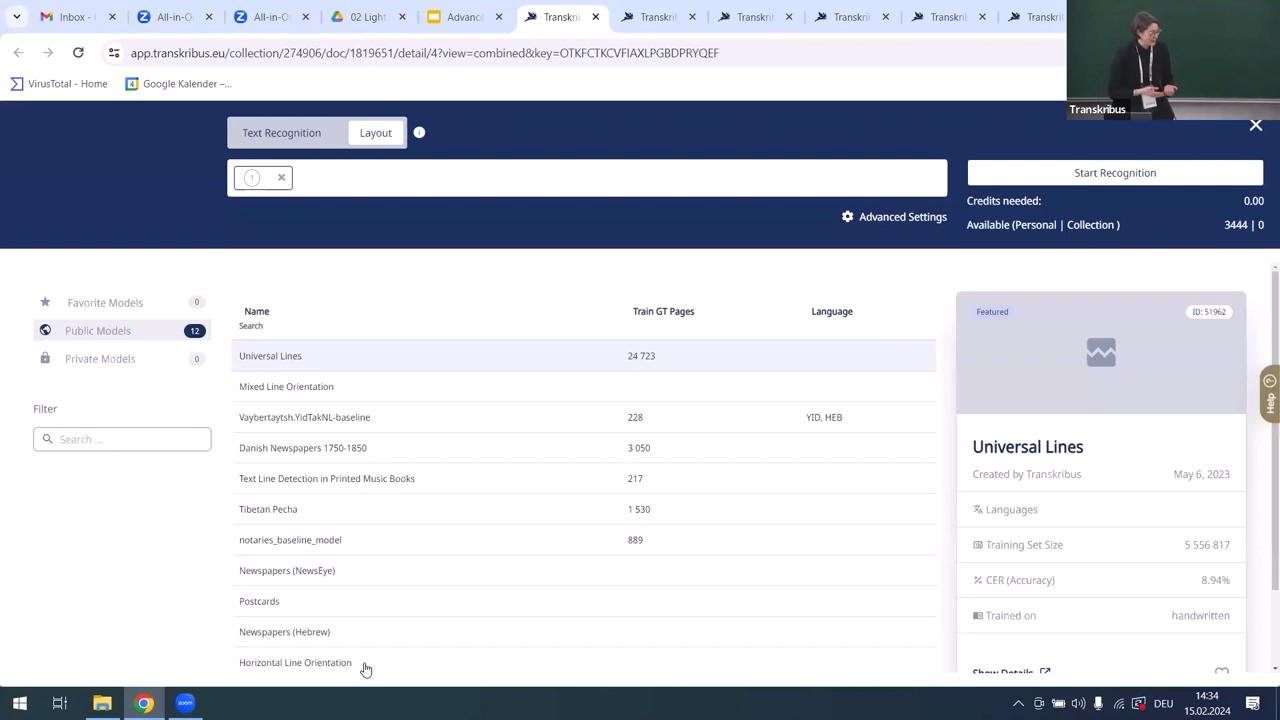 Inbox -
All-in-O
All-in-O
02 Light
Advance
Transkri
Transkrib
Transkrib
Transkrib
Transkrib
Transkrib
app.transkribus.eu/collection/274906/doc/1819651/detail/4?view=combined&key=OTKFCTKCVFIAXLPGBDPRYQEF
VirusTotal - Home
Google Kalender –...
Transkribus
Text Recognition
Layout
i
1
Start Recognition
Credits needed: 0.00
Advanced Settings
Available (Personal | Collection ) 3444 | 0
Favorite Models 0
Public Models 12
Private Models 0
Filter
Search ...
Name Train GT Pages Language
Search
Universal Lines 24 723
Mixed Line Orientation
Vaybertaytsh.YidTakNL-baseline 228 YID, HEB
Danish Newspapers 1750-1850 3 050
Text Line Detection in Printed Music Books 217
Tibetan Pecha 1 530
notaries_baseline_model 889
Newspapers (NewsEye)
Postcards
Newspapers (Hebrew)
Horizontal Line Orientation
Featured
ID: 51962
Universal Lines
Created by Transkribus May 6, 2023
Languages
Training Set Size 5 556 817
CER (Accuracy) 8.94%
Trained on handwritten
Show Details
Help ?
DEU
14:34
15.02.2024